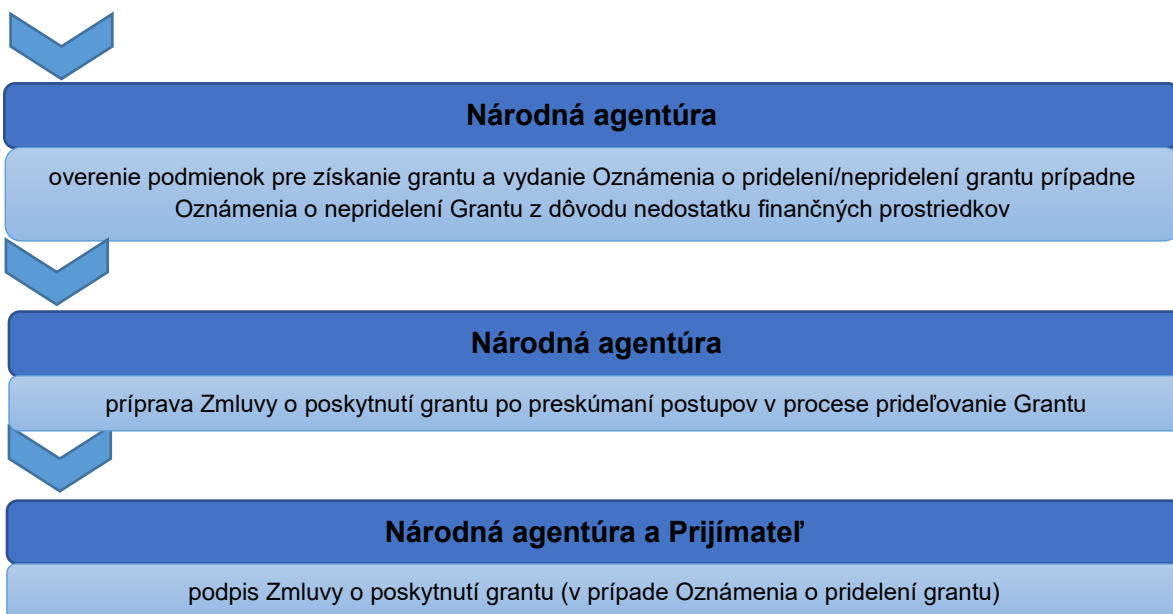 Národná agentúra
overenie podmienok pre získanie grantu a vydanie Oznámenia o pridelení/nepridelení grantu prípadne
Oznámenia o nepridelení Grantu z dôvodu nedostatku finančných prostriedkov
Národná agentúra
príprava Zmluvy o poskytnutí grantu po preskúmaní postupov v procese prideľovanie Grantu
Národná agentúra a Prijímateľ
podpis Zmluvy o poskytnutí grantu (v prípade Oznámenia o pridelení grantu)